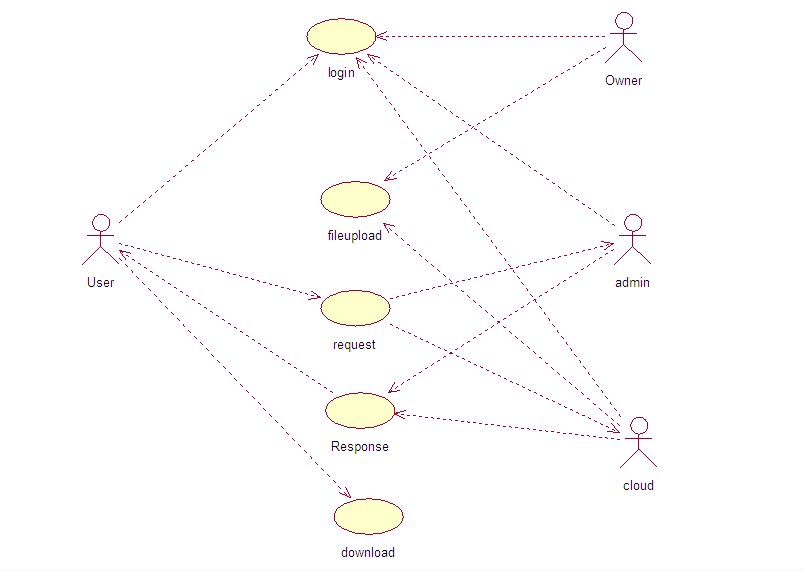 login
Owner
fileupload
User
admin
request
Response
cloud
download